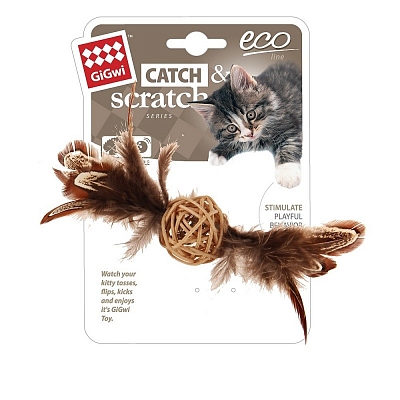 GiGwi
CATCH &
scratch
SERIES
eco
line
STIMULATE
PLAYFUL
BEHAVIOR
Watch your
kitty tosses,
flips, kicks
and enjoys
it's GiGwi
Toy.